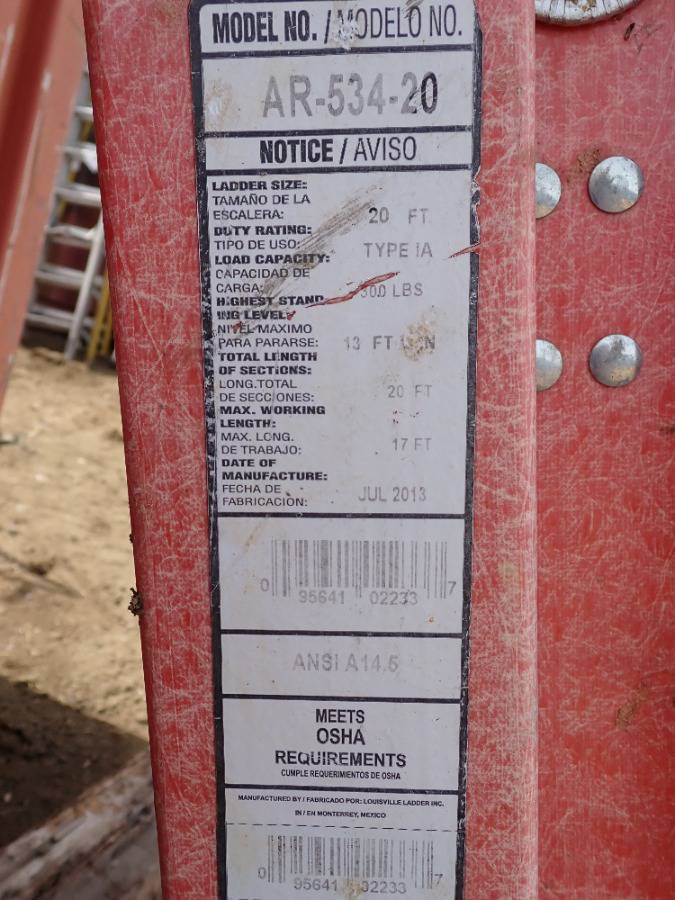 MODEL NO. / MODELO NO.
AR-534-20
NOTICE / AVISO
LADDER SIZE:
TAMAÑO DE LA
ESCALERA: 20 FT
DUTY RATING:
TIPO DE USO: TYPE IA
LOAD CAPACITY:
CAPACIDAD DE
CARGA: 300 LBS
HIGHEST STAND
ING LEVEL:
NIVEL MAXIMO
PARA PARARSE: 13 FT
TOTAL LENGTH
OF SECTIONS:
LONG.TOTAL
DE SECCIONES: 20 FT
MAX. WORKING
LENGTH:
MAX. LONG.
DE TRABAJO: 17 FT
DATE OF
MANUFACTURE:
FECHA DE
FABRICACION: JUL 2013
0 95641 02233 7
ANSI A14.5
MEETS
OSHA
REQUIREMENTS
CUMPLE REQUERIMIENTOS DE OSHA
MANUFACTURED BY / FABRICADO POR: LOUISVILLE LADDER INC.
IN / EN MONTERREY, MEXICO
0 95641 02233 7